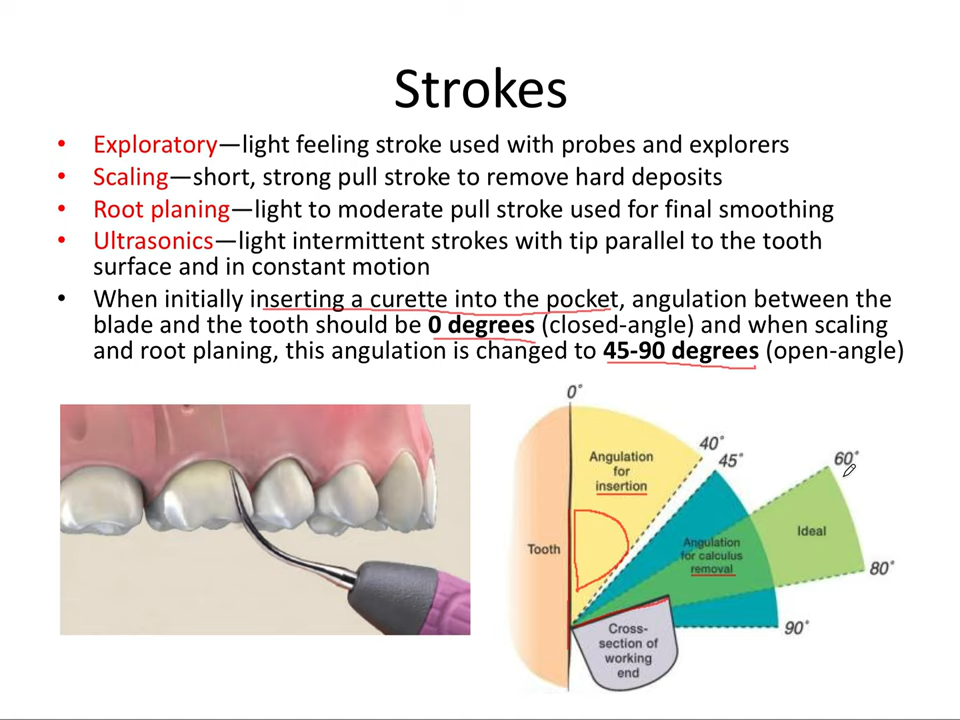 Strokes
• Exploratory—light feeling stroke used with probes and explorers
• Scaling—short, strong pull stroke to remove hard deposits
• Root planing—light to moderate pull stroke used for final smoothing
• Ultrasonics—light intermittent strokes with tip parallel to the tooth
surface and in constant motion
• When initially inserting a curette into the pocket, angulation between the
blade and the tooth should be 0 degrees (closed-angle) and when scaling
and root planing, this angulation is changed to 45-90 degrees (open-angle)
0°
40°
45°
60°
Angulation
for
insertion
Ideal
Tooth
Angulation
for calculus
removal
80°
90°
Cross-
section of
working
end